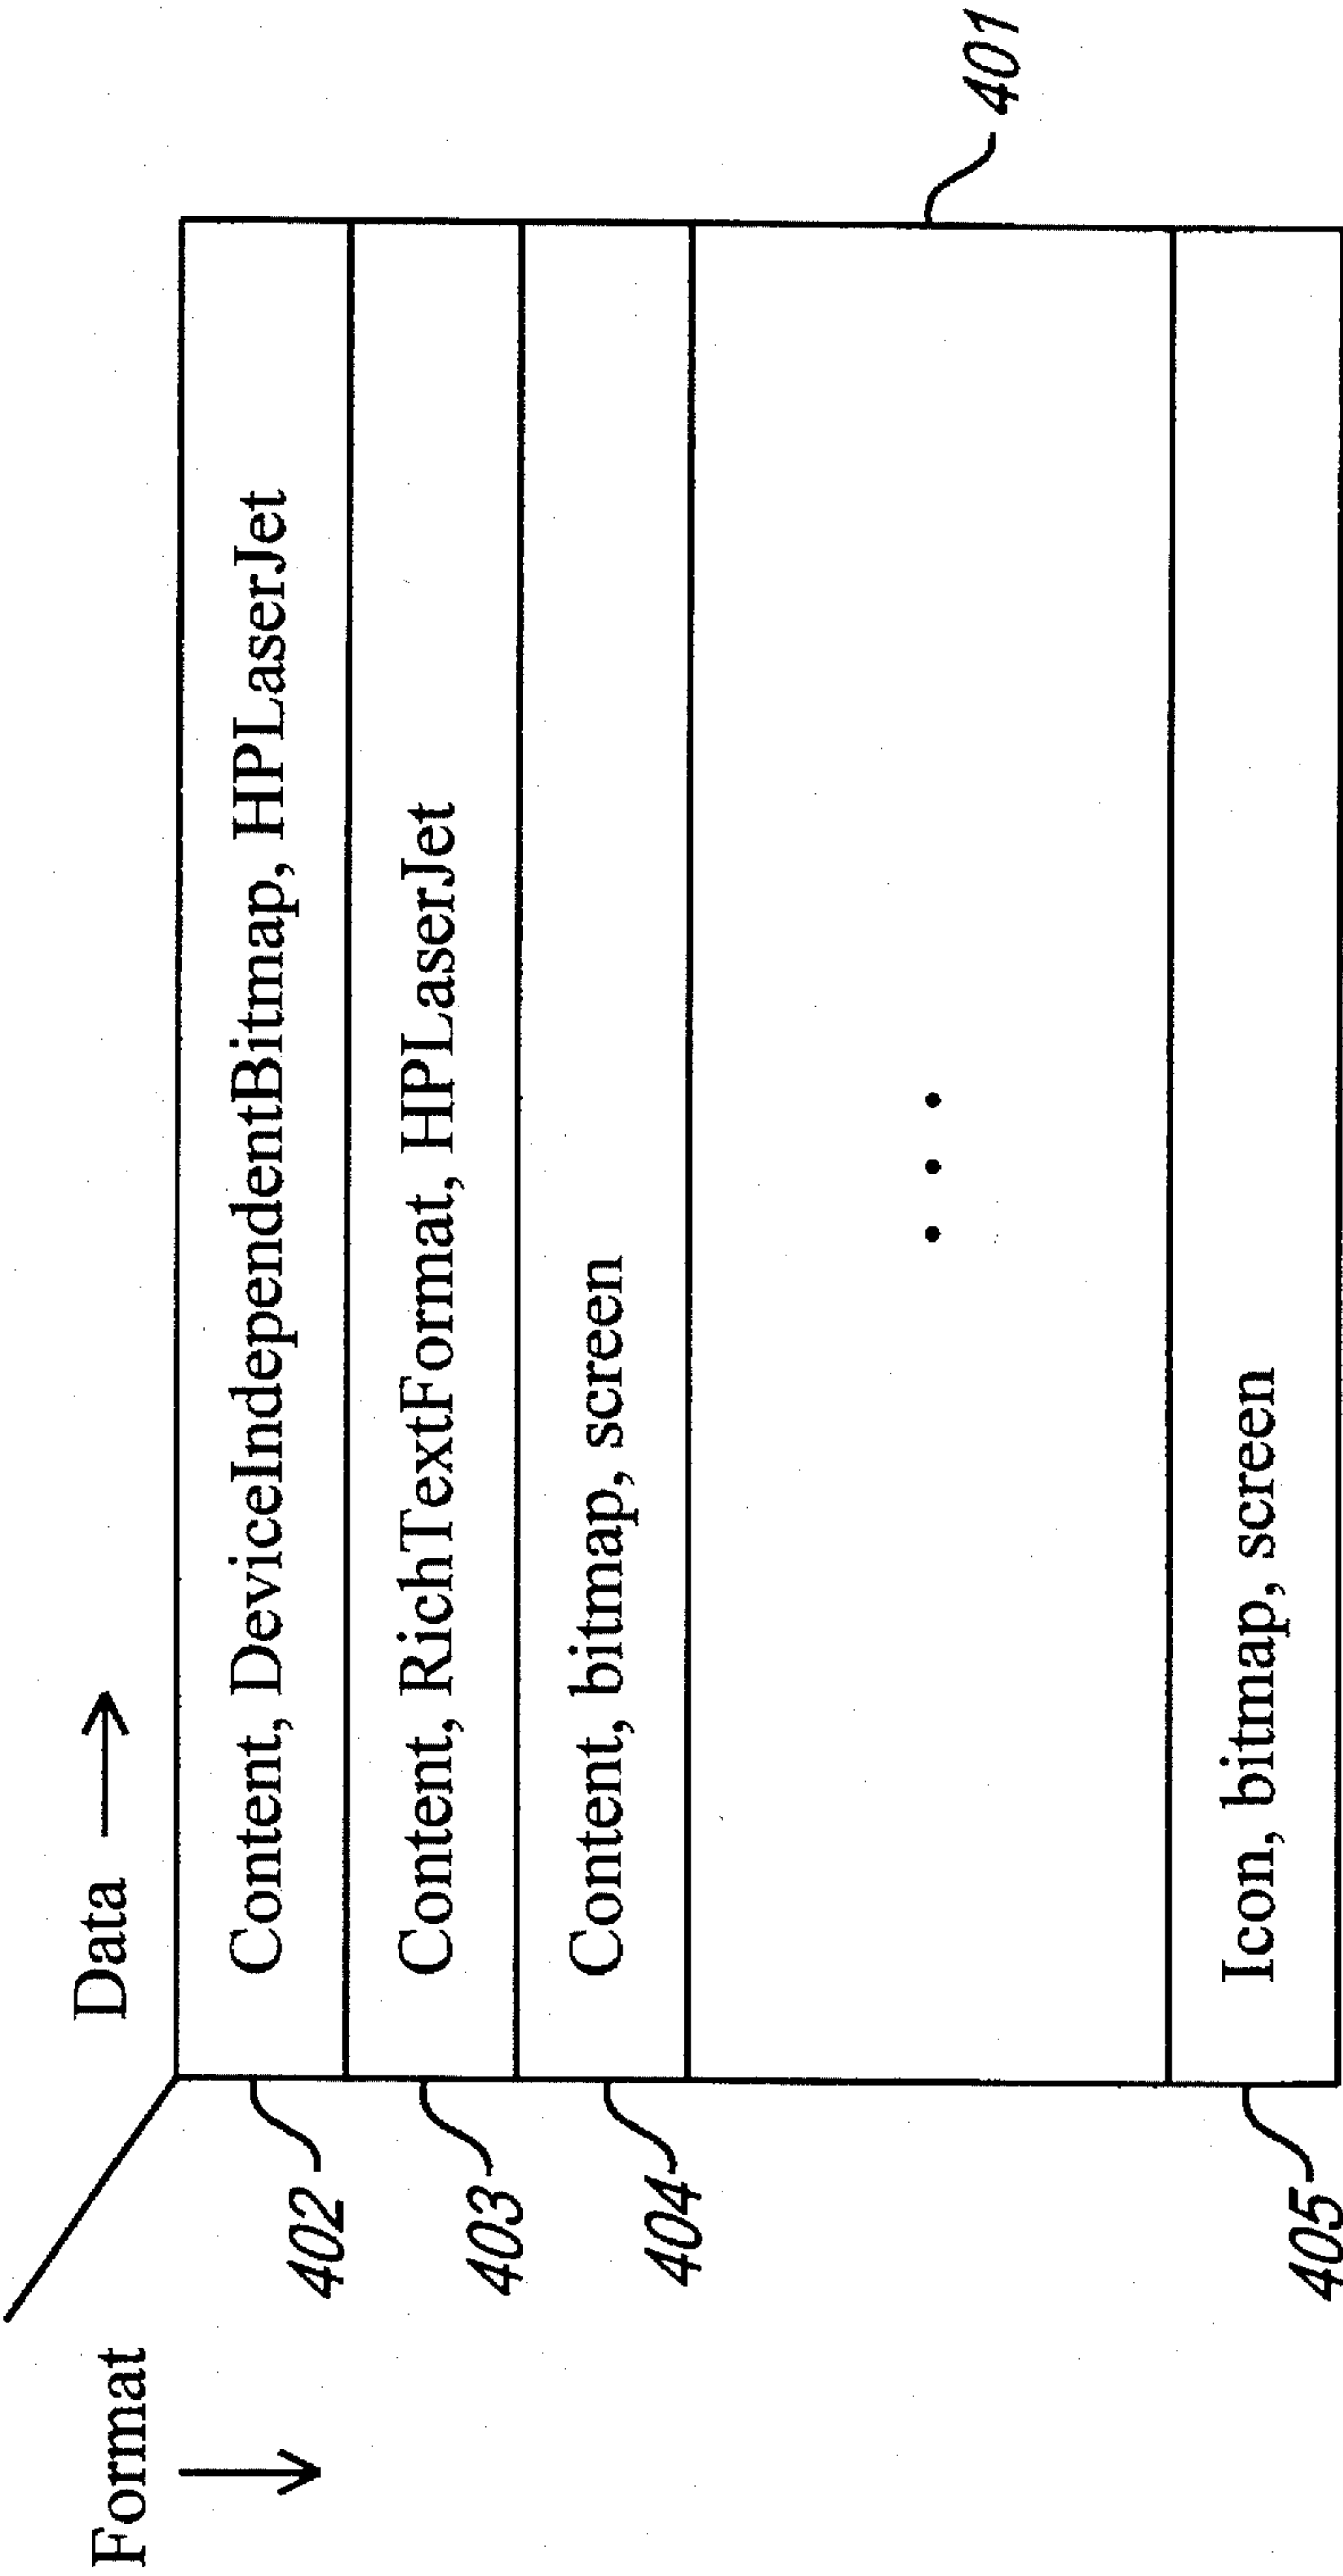 Data
Format
402
Content, DeviceIndependentBitmap, HPLaserJet
403
Content, RichTextFormat, HPLaserJet
404
Content, bitmap, screen
401
405
Icon, bitmap, screen